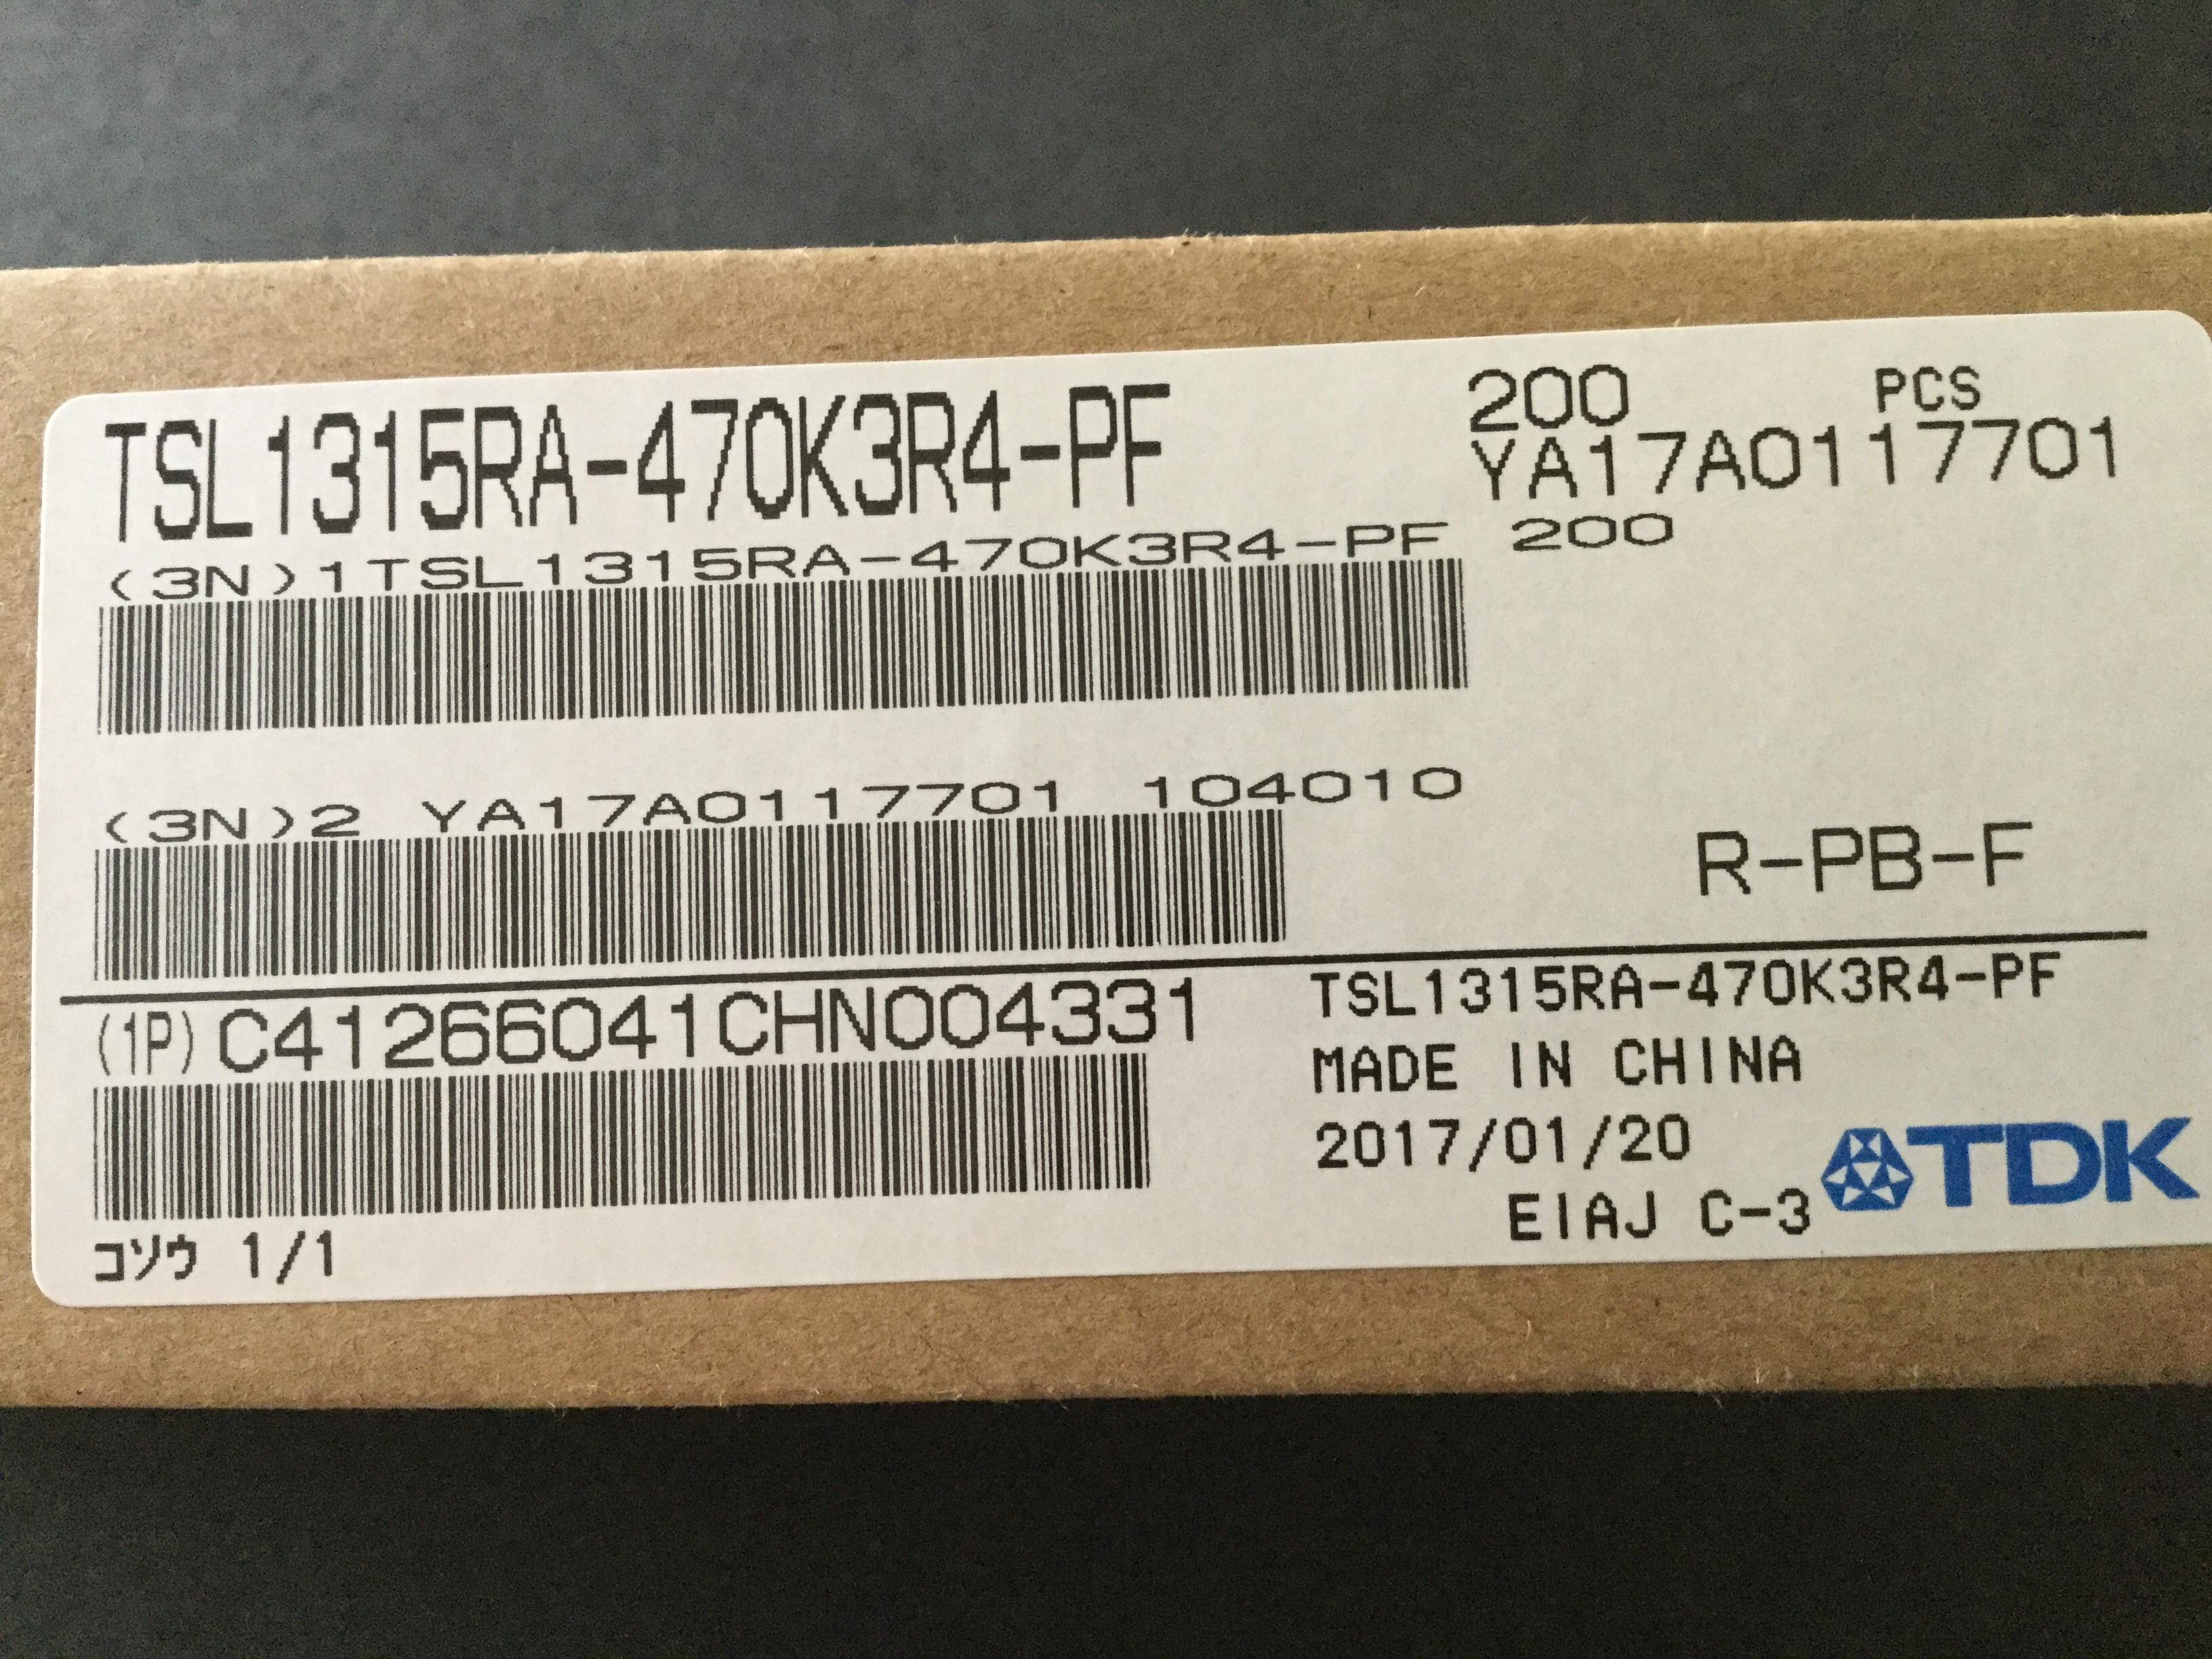 TSL1315RA-470K3R4-PF
200 PCS
YA17A0117701
(3N)1TSL1315RA-470K3R4-PF 200
(3N)2 YA17A0117701 104010
R-PB-F
(1P) C41266041CHN004331
TSL1315RA-470K3R4-PF
MADE IN CHINA
2017/01/20
EIAJ C-3
TDK
コソウ 1/1